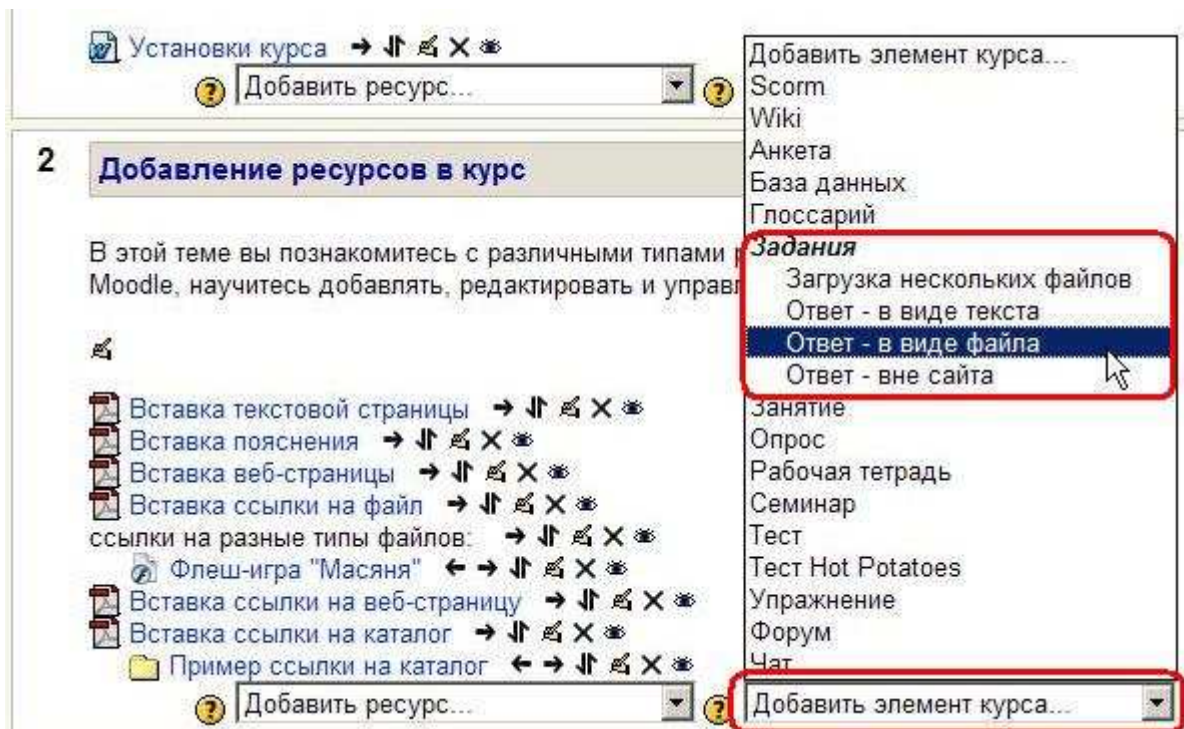 Установки курса
Добавить ресурс...
2
Добавление ресурсов в курс
В этой теме вы познакомитесь с различными типами
Moodle, научитесь добавлять, редактировать и
Вставка текстовой страницы
Вставка пояснения
Вставка веб-страницы
Вставка ссылки на файл
ссылки на разные типы файлов:
Флеш-игра "Масяня"
Вставка ссылки на веб-страницу
Вставка ссылки на каталог
Пример ссылки на каталог
Добавить ресурс...
Добавить элемент курса...
Scorm
Wiki
Анкета
База данных
Глоссарий
Задания
Загрузка нескольких файлов
Ответ - в виде текста
Ответ - в виде файла
Ответ - вне сайта
Занятие
Опрос
Рабочая тетрадь
Семинар
Тест
Тест Hot Potatoes
Упражнение
Форум
Чат
Добавить элемент курса...